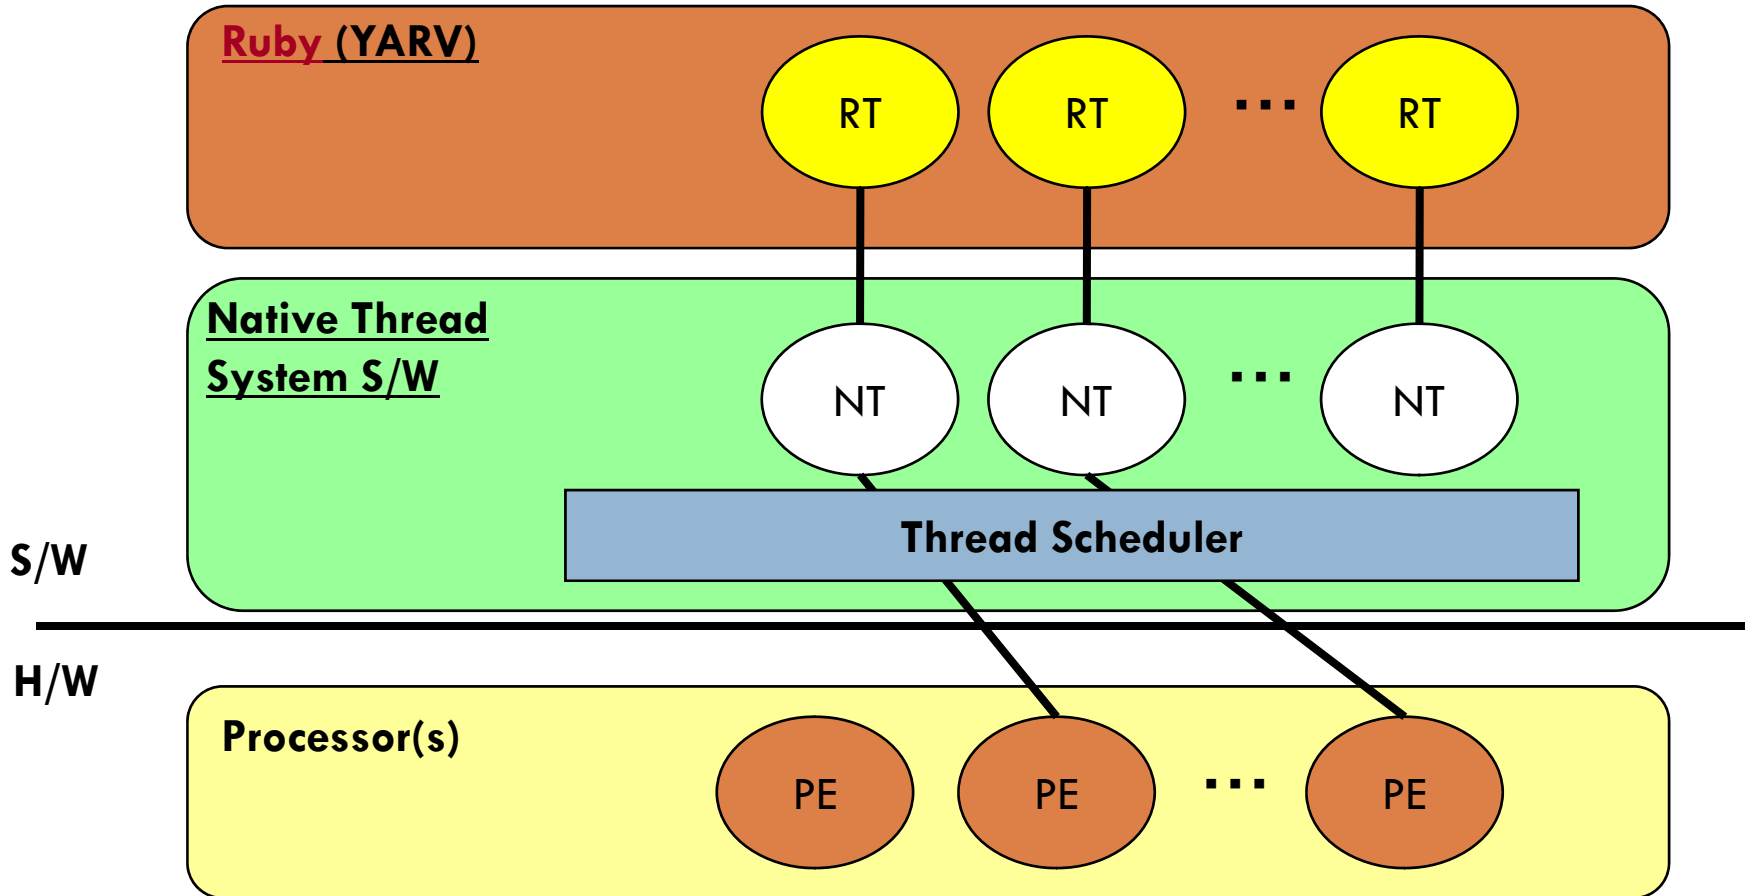 Ruby (YARV)
RT RT ... RT
Native Thread
System S/W
NT NT ... NT
Thread Scheduler
S/W
H/W
Processor(s)
PE PE ... PE